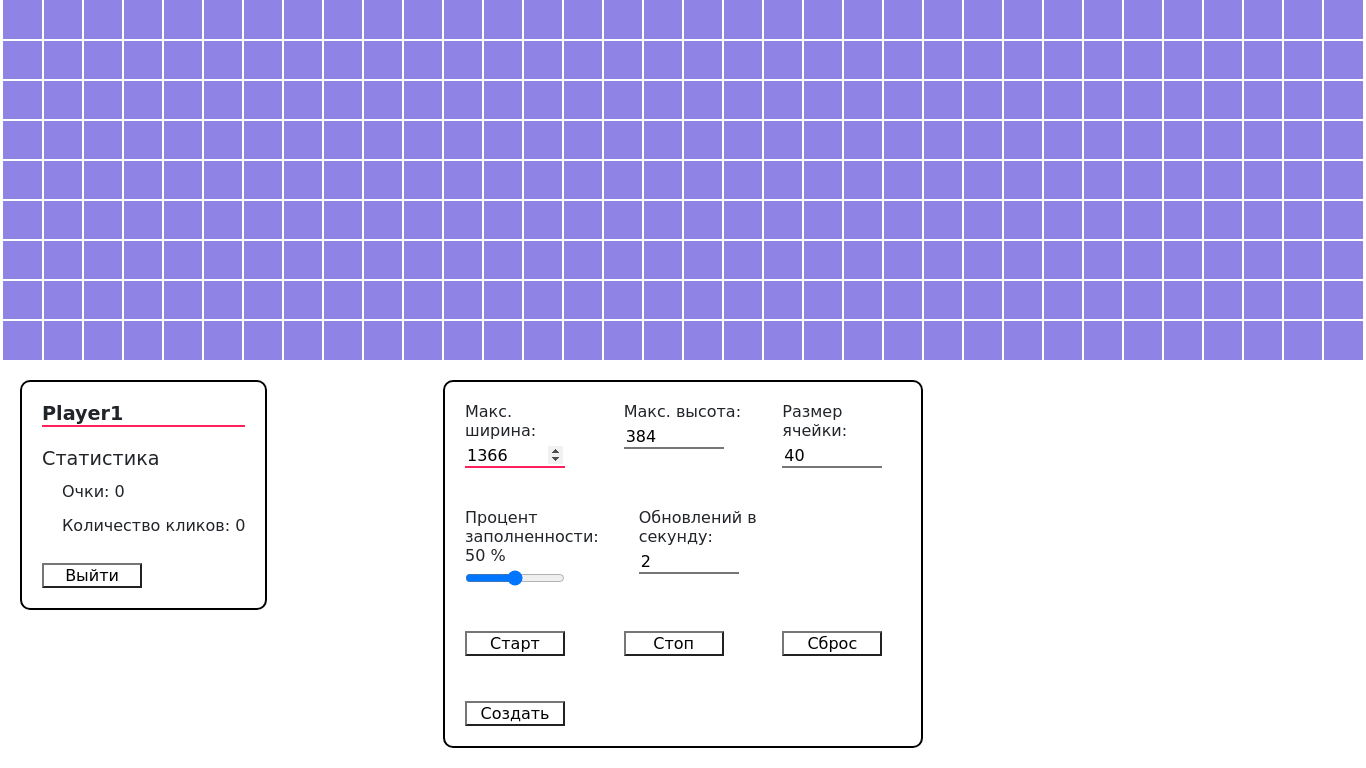 Player1
Статистика
Очки: 0
Количество кликов: 0
Выйти
Макс.
ширина:
1366
Макс. высота:
384
Размер
ячейки:
40
Процент
заполненности:
50 %
Обновлений в
секунду:
2
Старт
Стоп
Сброс
Создать